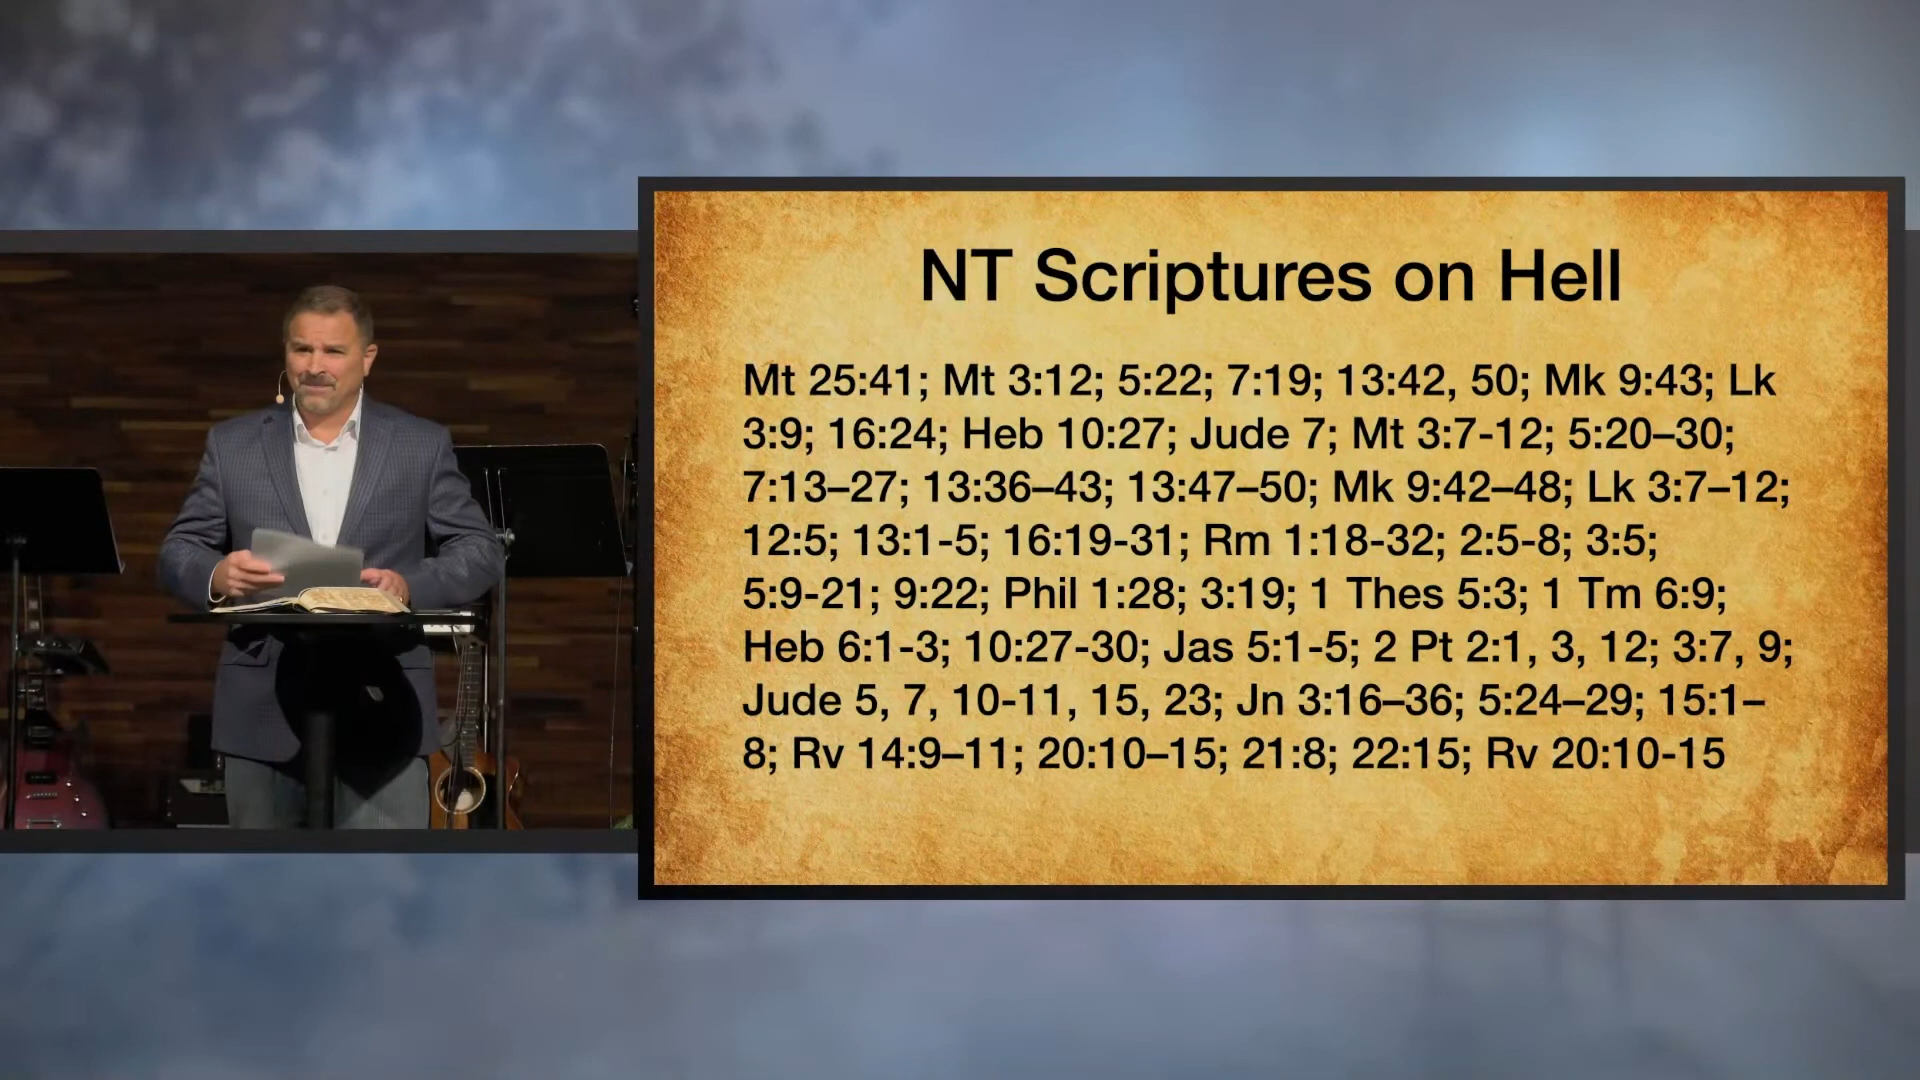 NT Scriptures on Hell
Mt 25:41; Mt 3:12; 5:22; 7:19; 13:42, 50; Mk 9:43; Lk
3:9; 16:24; Heb 10:27; Jude 7; Mt 3:7-12; 5:20–30;
7:13–27; 13:36–43; 13:47–50; Mk 9:42–48; Lk 3:7–12;
12:5; 13:1-5; 16:19-31; Rm 1:18-32; 2:5-8; 3:5;
5:9-21; 9:22; Phil 1:28; 3:19; 1 Thes 5:3; 1 Tm 6:9;
Heb 6:1-3; 10:27-30; Jas 5:1-5; 2 Pt 2:1, 3, 12; 3:7, 9;
Jude 5, 7, 10-11, 15, 23; Jn 3:16–36; 5:24–29; 15:1–
8; Rv 14:9–11; 20:10–15; 21:8; 22:15; Rv 20:10-15